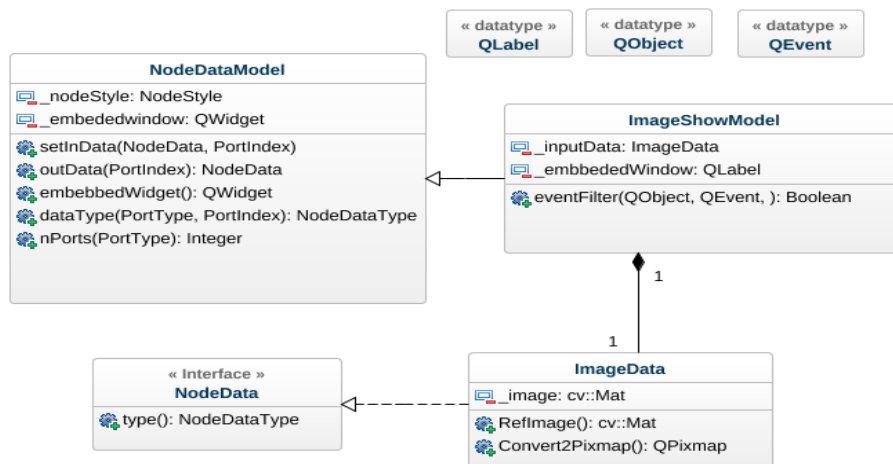 « datatype »
QLabel
« datatype »
QObject
« datatype »
QEvent
NodeDataModel
_nodeStyle: NodeStyle
_embededwindow: QWidget
setInData(NodeData, PortIndex)
outData(PortIndex): NodeData
embebbedWidget(): QWidget
dataType(PortType, PortIndex): NodeDataType
nPorts(PortType): Integer
ImageShowModel
_inputData: ImageData
_embbededWindow: QLabel
eventFilter(QObject, QEvent, ): Boolean
1
1
« Interface »
NodeData
type(): NodeDataType
ImageData
_image: cv::Mat
RefImage(): cv::Mat
Convert2Pixmap(): QPixmap